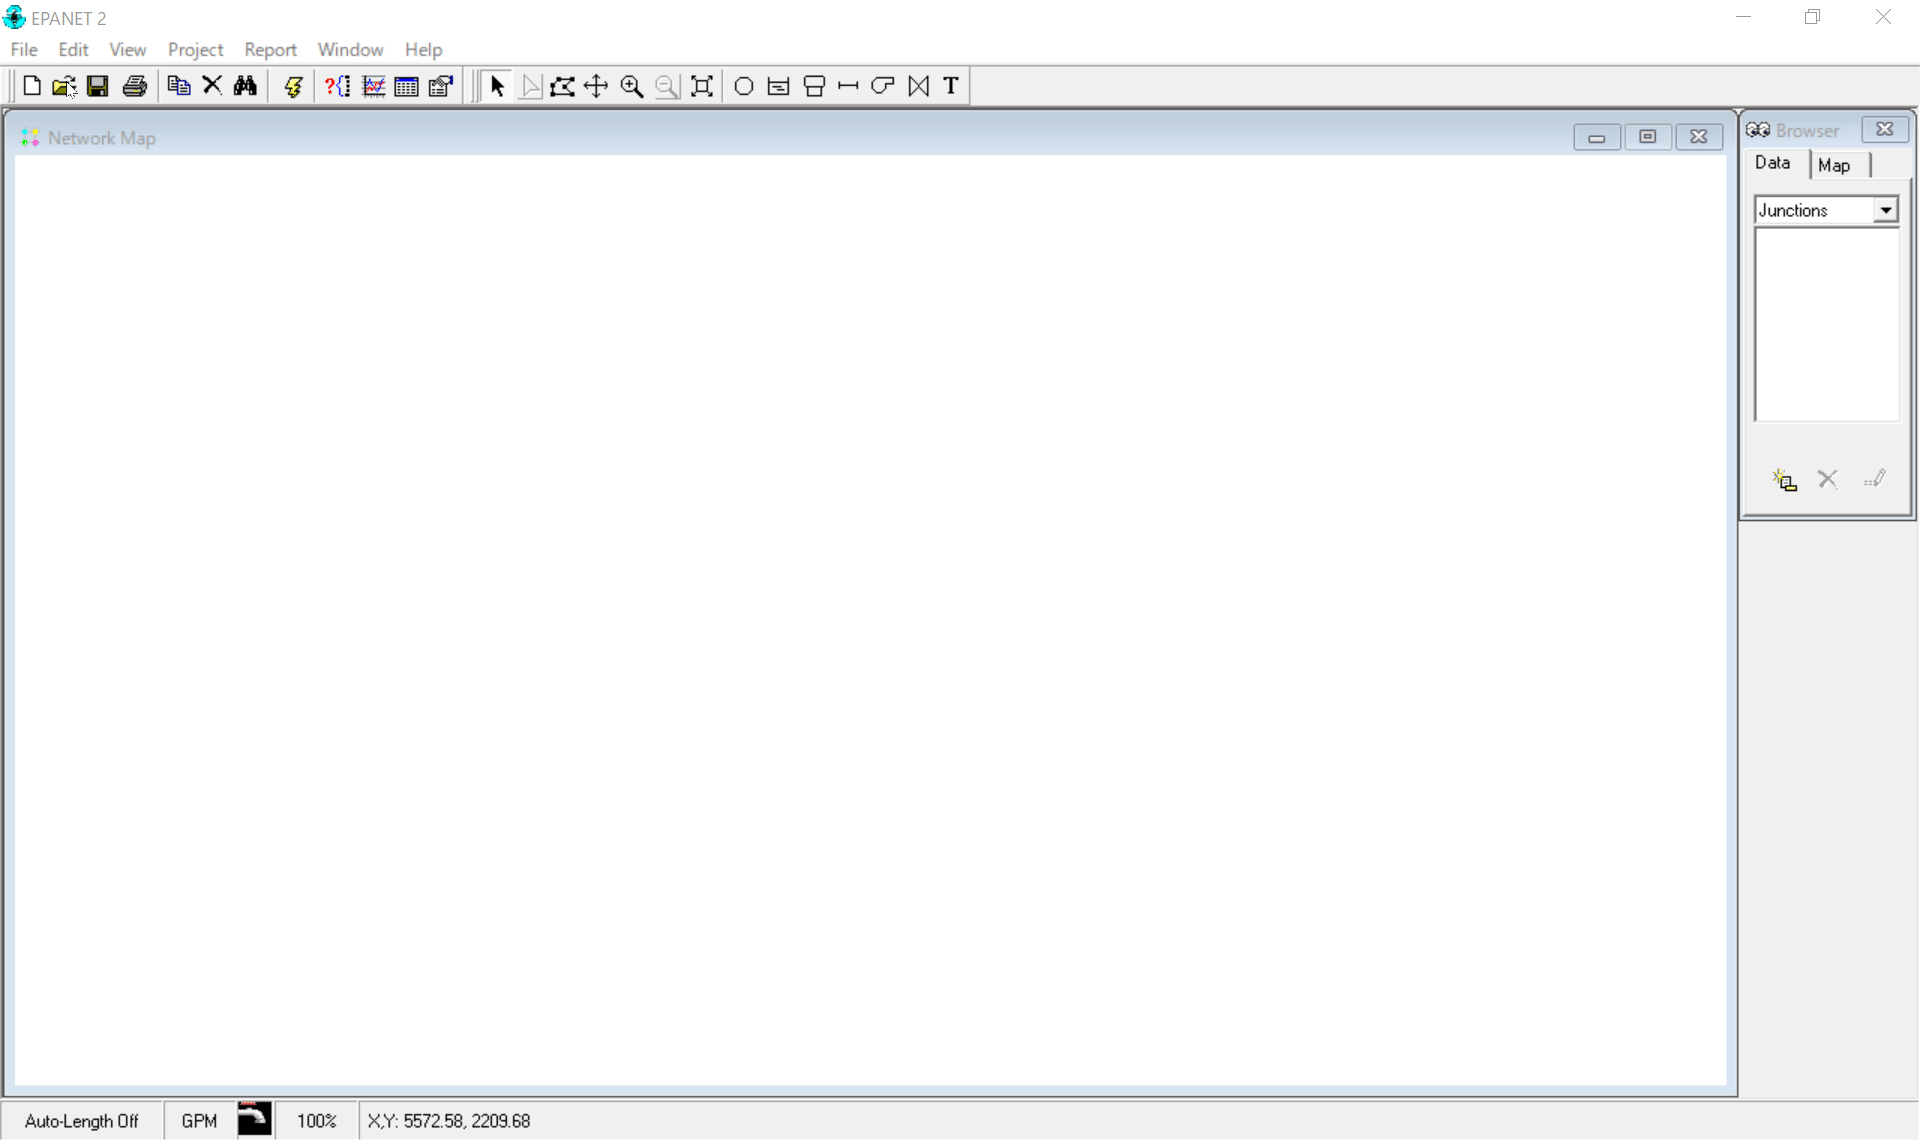 EPANET 2
File Edit View Project Report Window Help
T
Network Map
Browser
Data Map
Junctions
Auto-Length Off GPM 100% X,Y: 5572.58, 2209.68